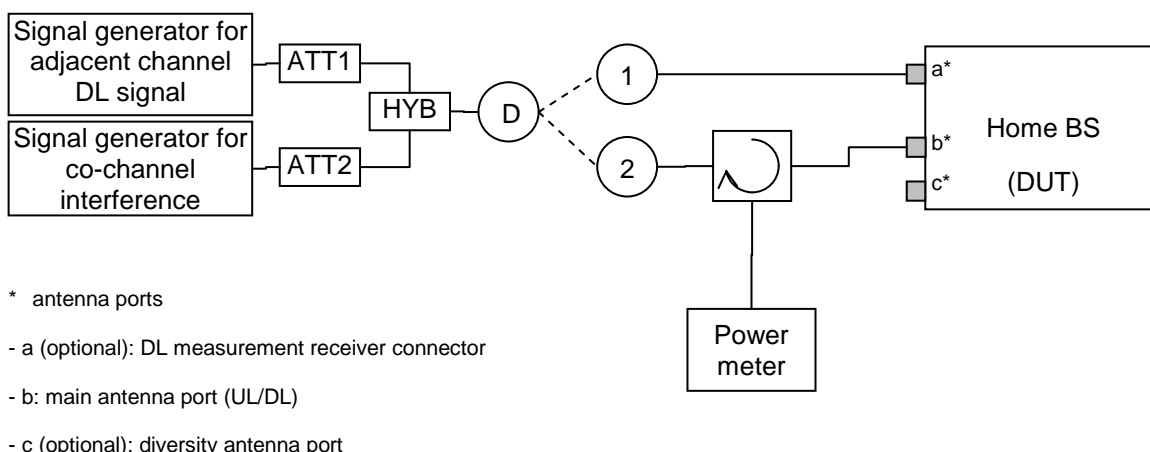 Signal generator for
adjacent channel
DL signal
ATT1
HYB
D
1
2
Signal generator for
co-channel
interference
ATT2
a*
b*
c*
Home BS
(DUT)
Power
meter
* antenna ports
- a (optional): DL measurement receiver connector
- b: main antenna port (UL/DL)
- c (optional): diversity antenna port